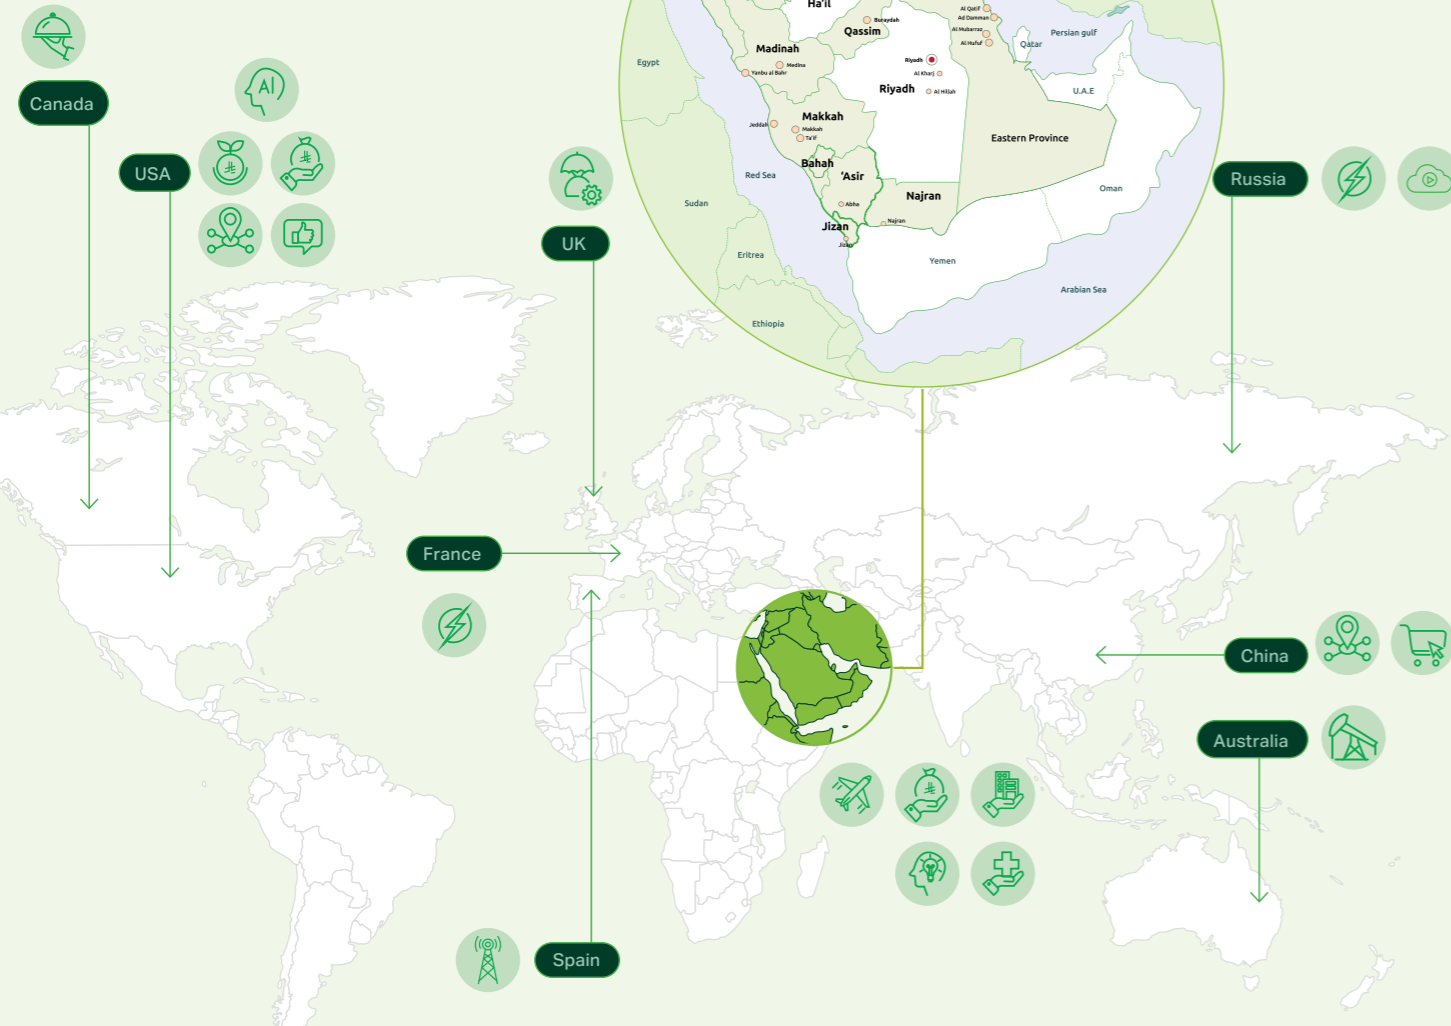 Canada
AI
USA
UK
France
Spain
Russia
China
Australia
Ha'il
Qassim
Buraydah
Al Qatif
Ad Damman
Al Mubarraz
Al Hufuf
Qatar
Persian gulf
Egypt
Madinah
Medina
Yanbu al Bahr
Riyadh
Al Kharj
Riyadh
Al Hillah
U.A.E
Makkah
Jeddah
Makkah
Ta'if
Eastern Province
Bahah
'Asir
Red Sea
Sudan
Abha
Najran
Oman
Jizan
Najran
Jizan
Eritrea
Yemen
Arabian Sea
Ethiopia